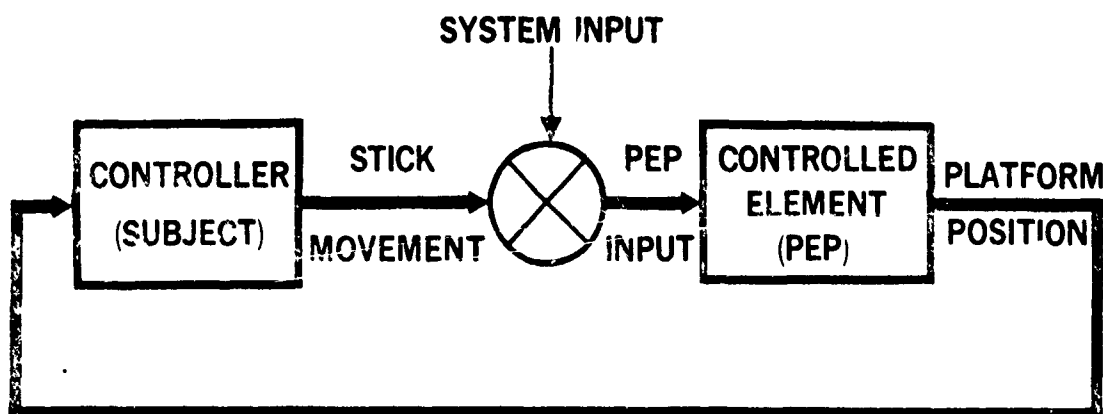 SYSTEM INPUT
CONTROLLER
(SUBJECT)
STICK
MOVEMENT
PEP
INPUT
CONTROLLED
ELEMENT
(PEP)
PLATFORM
POSITION